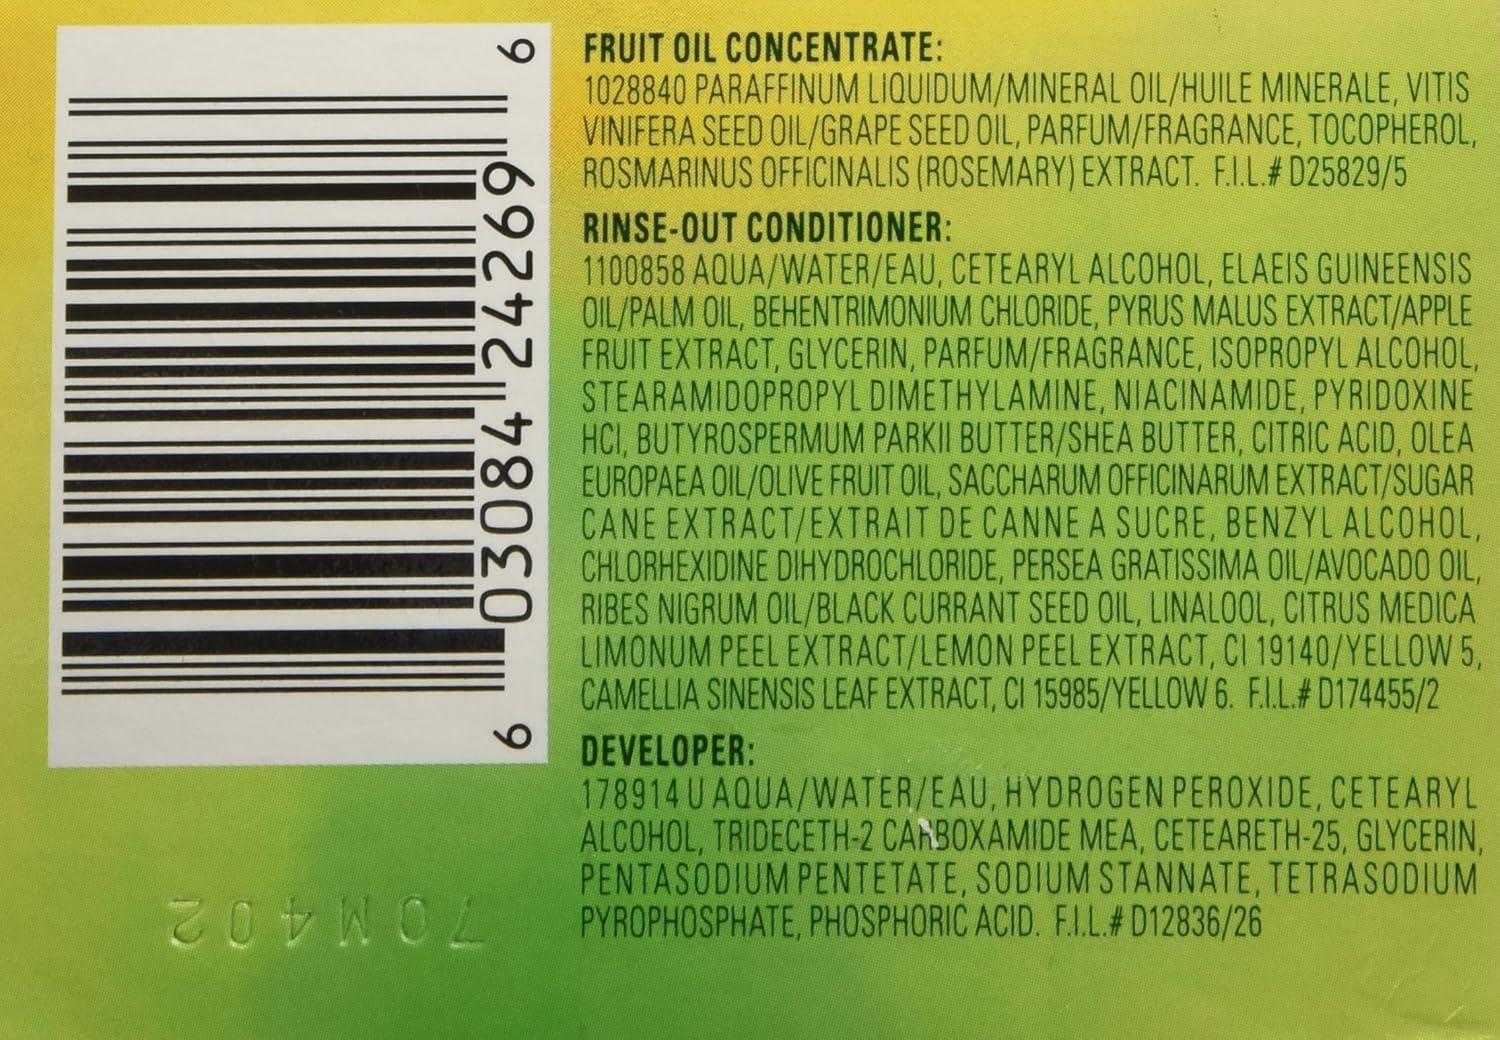 6 03084 24269 6
FRUIT OIL CONCENTRATE:
1028840 PARAFFINUM LIQUIDUM/MINERAL OIL/HUILE MINERALE, VITIS
VINIFERA SEED OIL/GRAPE SEED OIL, PARFUM/FRAGRANCE, TOCOPHEROL,
ROSMARINUS OFFICINALIS (ROSEMARY) EXTRACT. F.I.L.# D25829/5
RINSE-OUT CONDITIONER:
1100858 AQUA/WATER/EAU, CETEARYL ALCOHOL, ELAEIS GUINEENSIS
OIL/PALM OIL, BEHENTRIMONIUM CHLORIDE, PYRUS MALUS EXTRACT/APPLE
FRUIT EXTRACT, GLYCERIN, PARFUM/FRAGRANCE, ISOPROPYL ALCOHOL,
STEARAMIDOPROPYL DIMETHYLAMINE, NIACINAMIDE, PYRIDOXINE
HCl, BUTYROSPERMUM PARKII BUTTER/SHEA BUTTER, CITRIC ACID, OLEA
EUROPAEA OIL/OLIVE FRUIT OIL, SACCHARUM OFFICINARUM EXTRACT/SUGAR
CANE EXTRACT/EXTRAIT DE CANNE A SUCRE, BENZYL ALCOHOL,
CHLORHEXIDINE DIHYDROCHLORIDE, PERSEA GRATISSIMA OIL/AVOCADO OIL,
RIBES NIGRUM OIL/BLACK CURRANT SEED OIL, LINALOOL, CITRUS MEDICA
LIMONUM PEEL EXTRACT/LEMON PEEL EXTRACT, CI 19140/YELLOW 5,
CAMELLIA SINENSIS LEAF EXTRACT, CI 15985/YELLOW 6. F.I.L.# D174455/2
DEVELOPER:
178914 U AQUA/WATER/EAU, HYDROGEN PEROXIDE, CETEARYL
ALCOHOL, TRIDECETH-2 CARBOXAMIDE MEA, CETEARETH-25, GLYCERIN,
PENTASODIUM PENTETATE, SODIUM STANNATE, TETRASODIUM
PYROPHOSPHATE, PHOSPHORIC ACID. F.I.L.# D12836/26
70M402